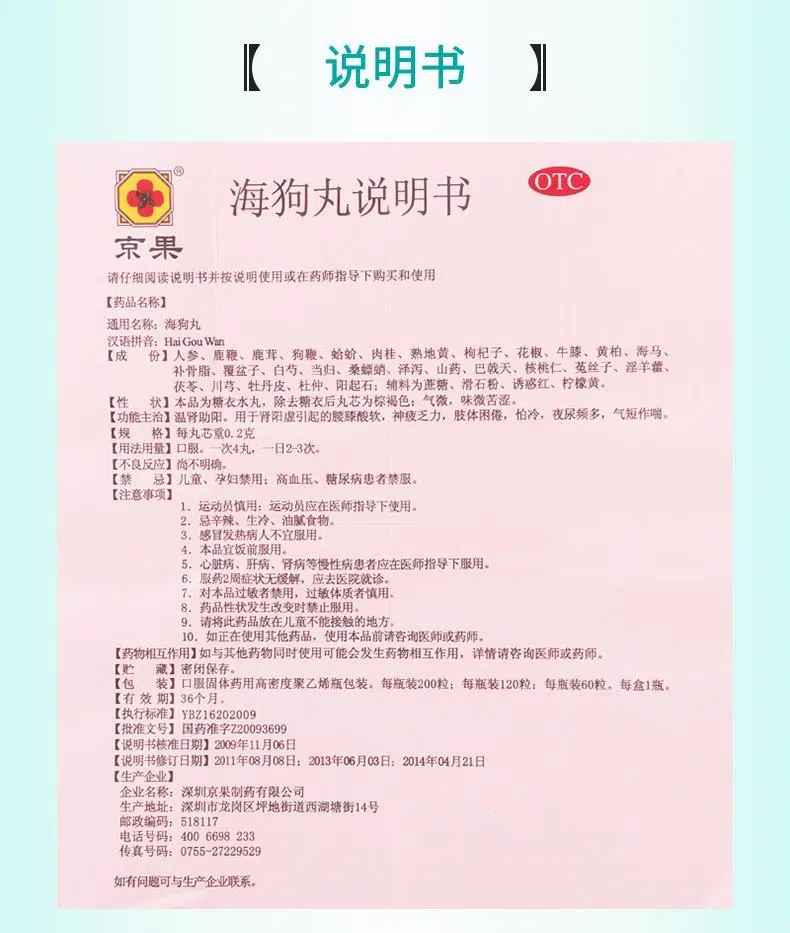 【 说明书 】
®
OTC
海狗丸说明书
京果
请仔细阅读说明书并按说明使用或在药师指导下购买和使用
【药品名称】
通用名称：海狗丸
汉语拼音：Hai Gou Wan
【成 份】人参、鹿鞭、鹿茸、狗鞭、蛤蚧、肉桂、熟地黄、枸杞子、花椒、牛膝、黄柏、海马、
补骨脂、覆盆子、白芍、当归、桑螵蛸、泽泻、山药、巴戟天、核桃仁、菟丝子、淫羊藿、
茯苓、川芎、牡丹皮、杜仲、阳起石；辅料为蔗糖、滑石粉、诱惑红、柠檬黄。
【性 状】本品为糖衣水丸，除去糖衣后丸芯为棕褐色；气微，味微苦涩。
【功能主治】温肾助阳。用于肾阳虚引起的腰膝酸软，神疲乏力，肢体困倦，怕冷，夜尿频多，气短作喘。
【规 格】每丸芯重0.2克
【用法用量】口服。一次4丸，一日2-3次。
【不良反应】尚不明确。
【禁 忌】儿童、孕妇禁用；高血压、糖尿病患者禁服。
【注意事项】
1. 运动员慎用；运动员应在医师指导下使用。
2. 忌辛辣、生冷、油腻食物。
3. 感冒发热病人不宜服用。
4. 本品宜饭前服用。
5. 心脏病、肝病、肾病等慢性病患者应在医师指导下服用。
6. 服药2周症状无缓解，应去医院就诊。
7. 对本品过敏者禁用，过敏体质者慎用。
8. 药品性状发生改变时禁止服用。
9. 请将此药品放在儿童不能接触的地方。
10. 如正在使用其他药品，使用本品前请咨询医师或药师。
【药物相互作用】如与其他药物同时使用可能会发生药物相互作用，详情请咨询医师或药师。
【贮 藏】密闭保存。
【包 装】口服固体药用高密度聚乙烯瓶包装。每瓶装200粒；每瓶装120粒；每瓶装60粒。每盒1瓶。
【有 效 期】36个月。
【执行标准】YBZ16202009
【批准文号】国药准字Z20093699
【说明书核准日期】2009年11月06日
【说明书修订日期】2011年08月08日；2013年06月03日；2014年04月21日
【生产企业】
企业名称：深圳京果制药有限公司
生产地址：深圳市龙岗区坪地街道西湖塘街14号
邮政编码：518117
电话号码：400 6698 233
传真号码：0755-27229529
如有问题可与生产企业联系。